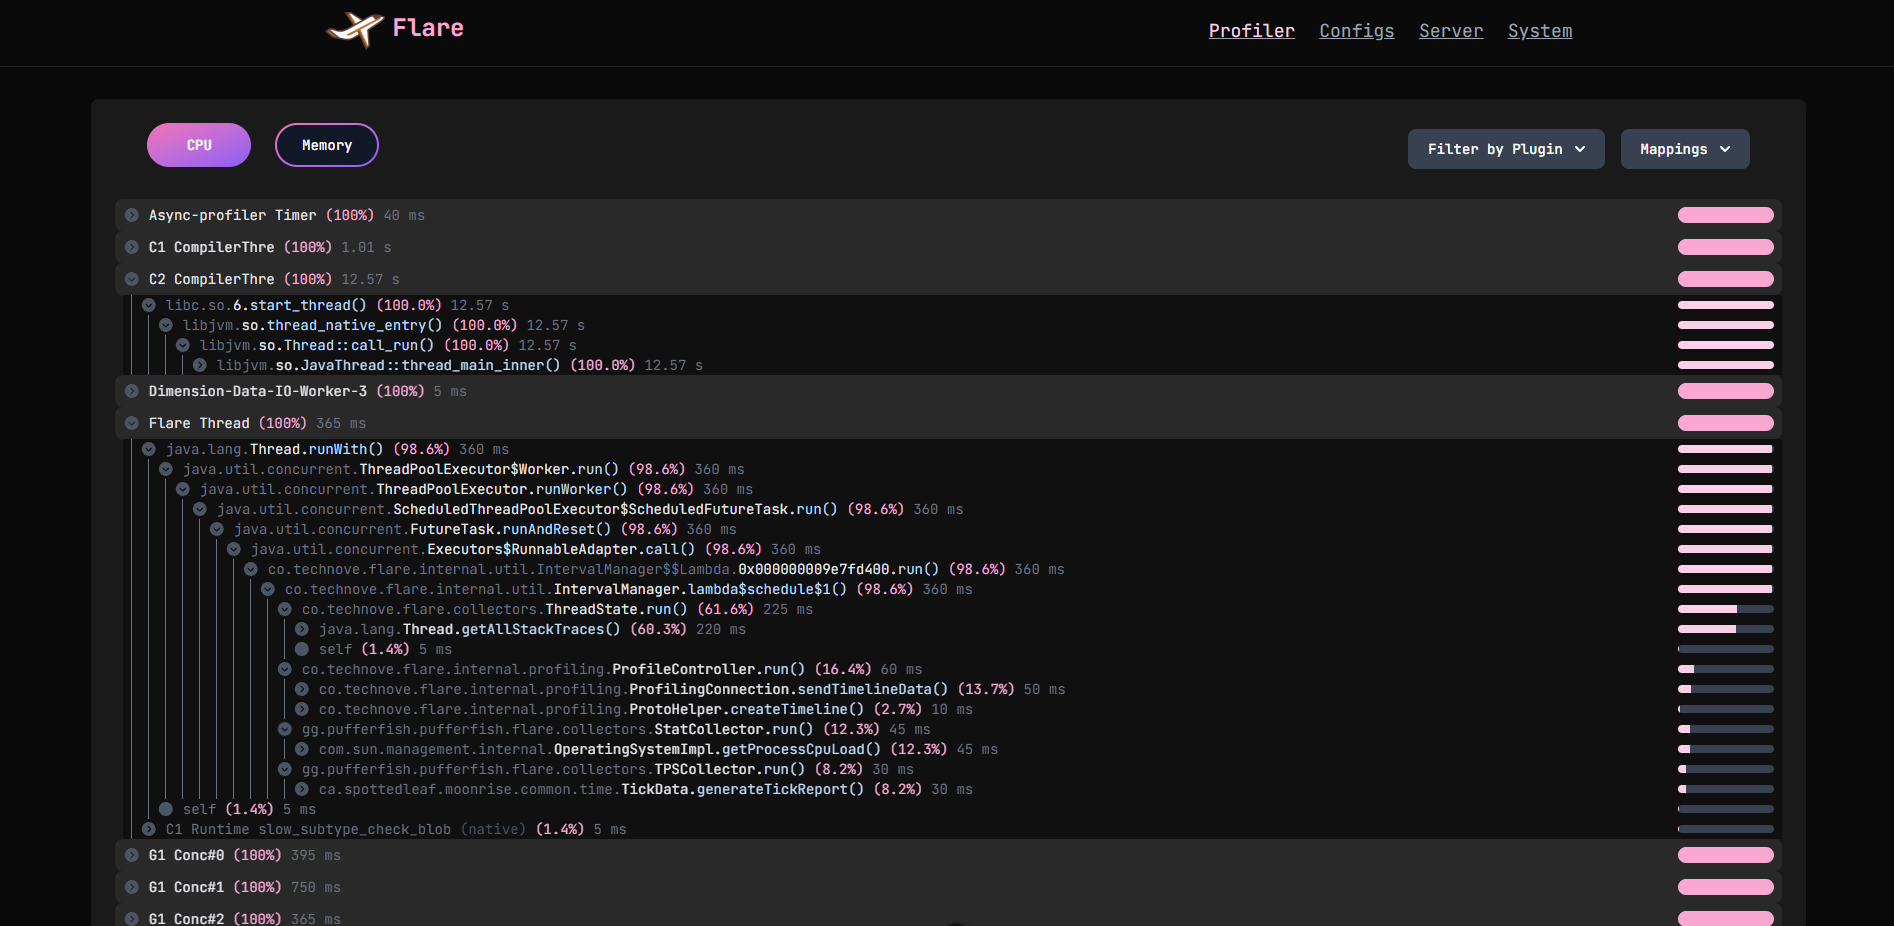 Flare
Profiler Configs Server System
CPU Memory Filter by Plugin Mappings
Async-profiler Timer (100%) 40 ms
C1 CompilerThre (100%) 1.01 s
C2 CompilerThre (100%) 12.57 s
libc.so.6.start_thread() (100.0%) 12.57 s
libjvm.so.thread_native_entry() (100.0%) 12.57 s
libjvm.so.Thread::call_run() (100.0%) 12.57 s
libjvm.so.JavaThread::thread_main_inner() (100.0%) 12.57 s
Dimension-Data-IO-Worker-3 (100%) 5 ms
Flare Thread (100%) 365 ms
java.lang.Thread.runWith() (98.6%) 360 ms
java.util.concurrent.ThreadPoolExecutor$Worker.run() (98.6%) 360 ms
java.util.concurrent.ThreadPoolExecutor.runWorker() (98.6%) 360 ms
java.util.concurrent.ScheduledThreadPoolExecutor$ScheduledFutureTask.run() (98.6%) 360 ms
java.util.concurrent.FutureTask.runAndReset() (98.6%) 360 ms
java.util.concurrent.Executors$RunnableAdapter.call() (98.6%) 360 ms
co.technove.flare.internal.util.IntervalManager$$Lambda.0x000000009e7fd400.run() (98.6%) 360 ms
co.technove.flare.internal.util.IntervalManager.lambda$schedule$1() (98.6%) 360 ms
co.technove.flare.collectors.ThreadState.run() (61.6%) 225 ms
java.lang.Thread.getAllStackTraces() (60.3%) 220 ms
self (1.4%) 5 ms
co.technove.flare.internal.profiling.ProfileController.run() (16.4%) 60 ms
co.technove.flare.internal.profiling.ProfilingConnection.sendTimelineData() (13.7%) 50 ms
co.technove.flare.internal.profiling.ProtoHelper.createTimeline() (2.7%) 10 ms
gg.pufferfish.pufferfish.flare.collectors.StatCollector.run() (12.3%) 45 ms
com.sun.management.internal.OperatingSystemImpl.getProcessCpuLoad() (12.3%) 45 ms
gg.pufferfish.pufferfish.flare.collectors.TPSCollector.run() (8.2%) 30 ms
ca.spottedleaf.moonrise.common.time.TickData.generateTickReport() (8.2%) 30 ms
self (1.4%) 5 ms
C1 Runtime slow_subtype_check_blob (native) (1.4%) 5 ms
G1 Conc#0 (100%) 395 ms
G1 Conc#1 (100%) 750 ms
G1 Conc#2 (100%) 365 ms